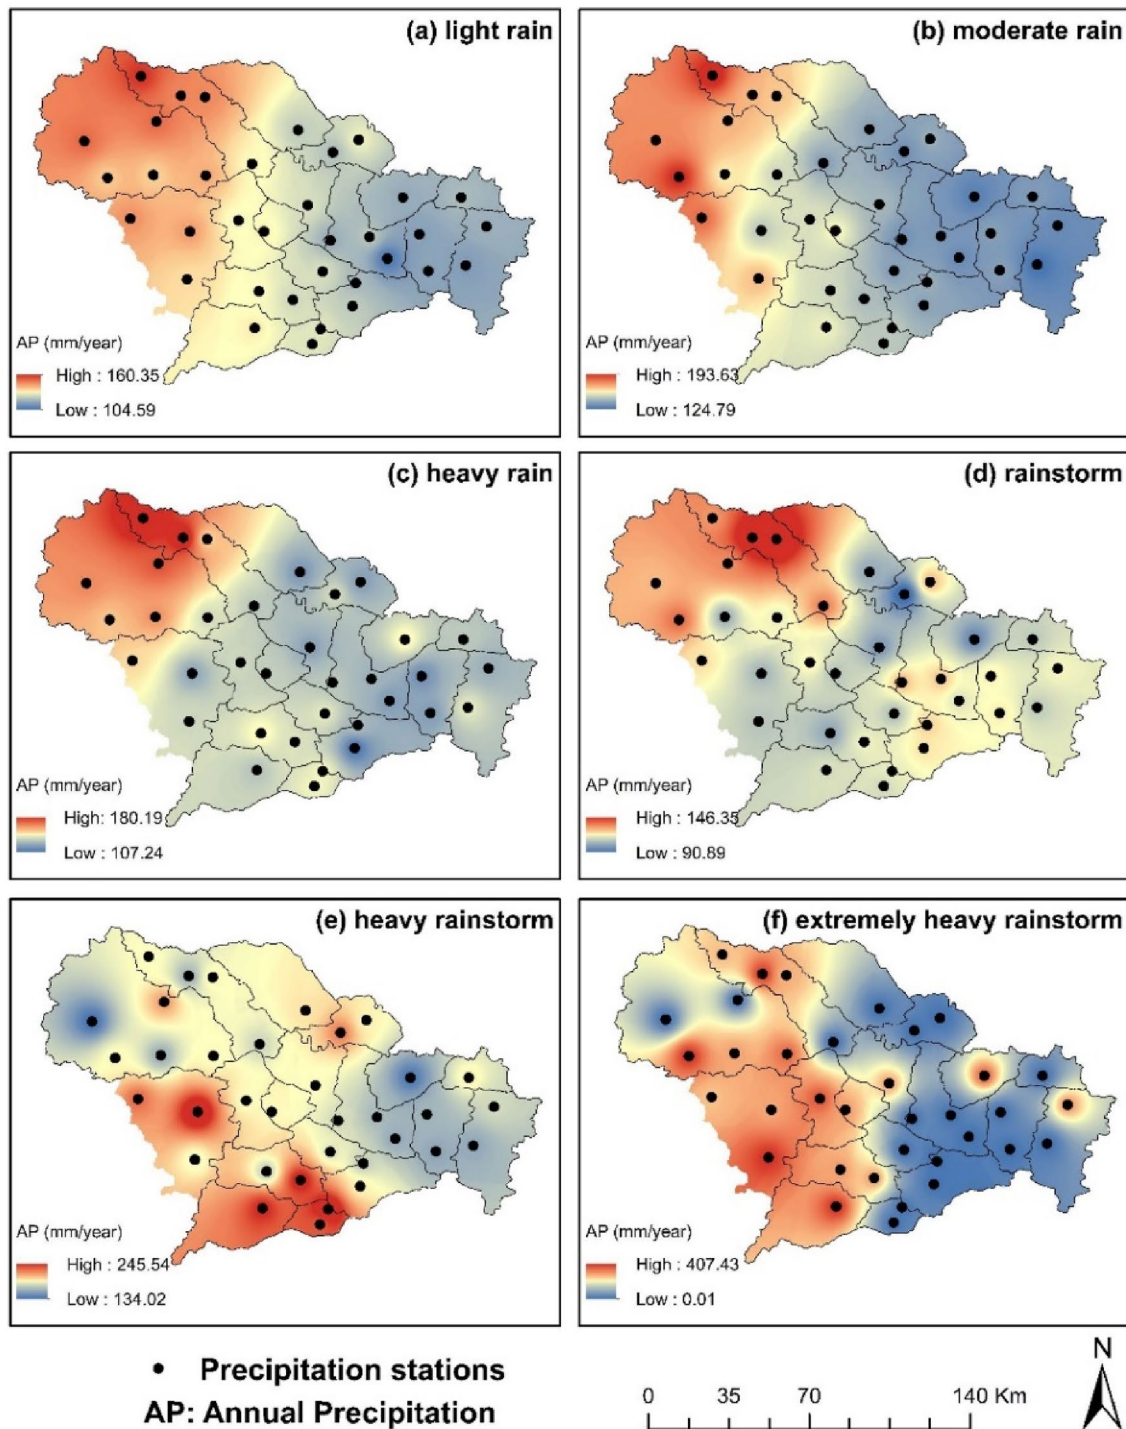 (a) light rain
AP (mm/year)
High : 160.35
Low : 104.59
(b) moderate rain
AP (mm/year)
High : 193.63
Low : 124.79
(c) heavy rain
AP (mm/year)
High: 180.19
Low : 107.24
(d) rainstorm
AP (mm/year)
High : 146.35
Low : 90.89
(e) heavy rainstorm
AP (mm/year)
High : 245.54
Low : 134.02
(f) extremely heavy rainstorm
AP (mm/year)
High : 407.43
Low : 0.01
Precipitation stations
AP: Annual Precipitation
0 35 70 140 Km
N